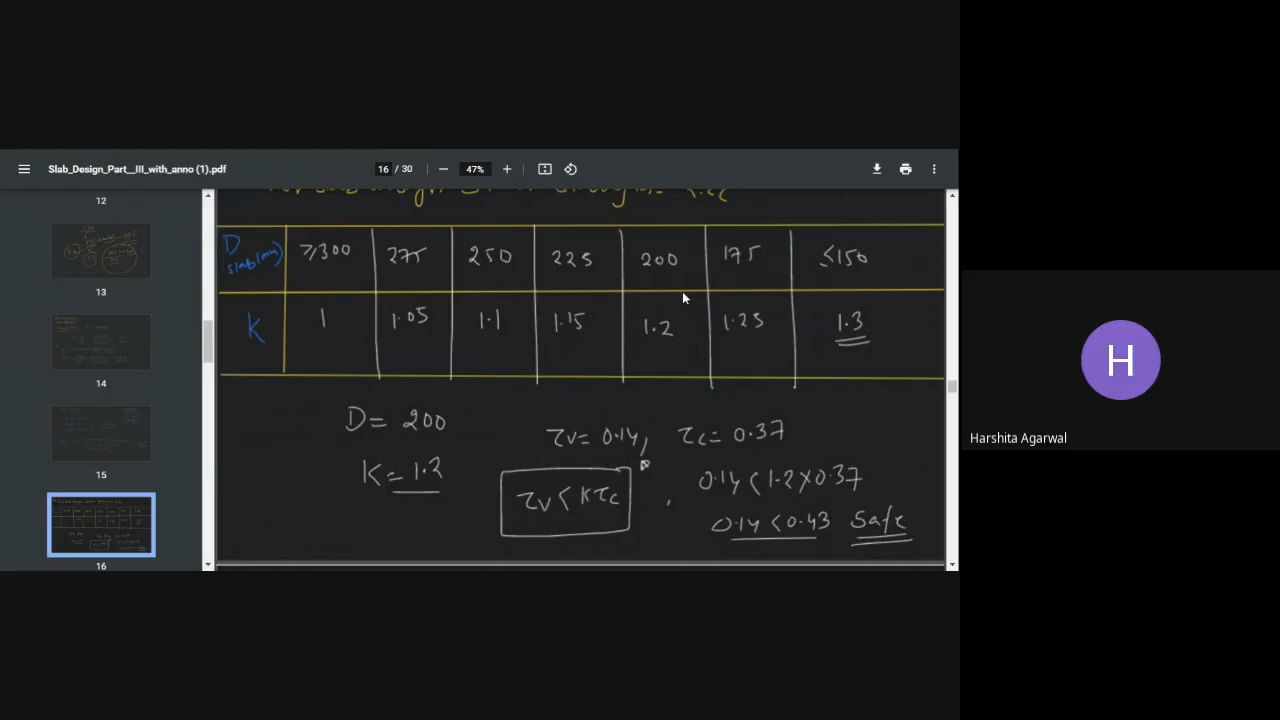 Slab_Design_Part__III_with_anno (1).pdf
16 / 30
47%
12
13
14
15
16
D slab(mm) ≥300 275 250 225 200 175 ≤150
K 1 1.05 1.1 1.15 1.2 1.25 1.3
D = 200
τv = 0.14, τc = 0.37
K = 1.2
τv < kτc , 0.14 < 1.2 × 0.37
0.14 < 0.43 Safe
H
Harshita Agarwal